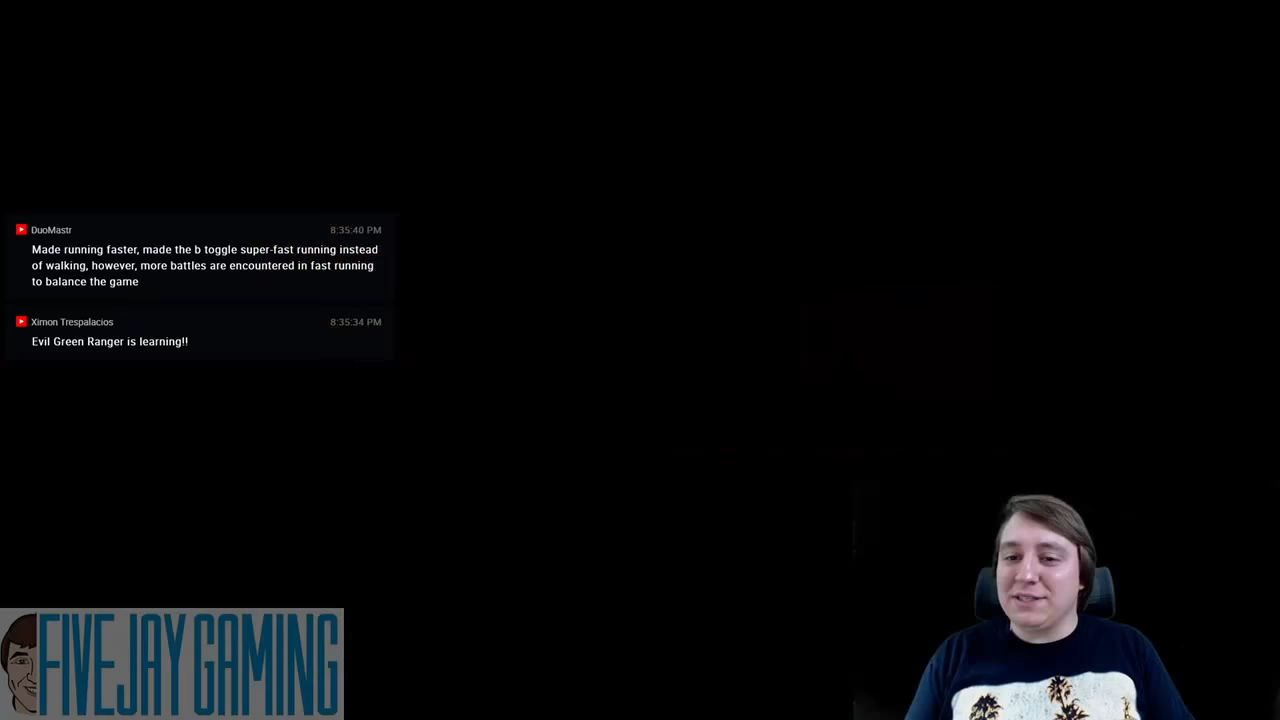 DuoMastr 8:35:40 PM
Made running faster, made the b toggle super-fast running instead
of walking, however, more battles are encountered in fast running
to balance the game
Ximon Trespalacios 8:35:34 PM
Evil Green Ranger is learning!!
FIVEJAY GAMING